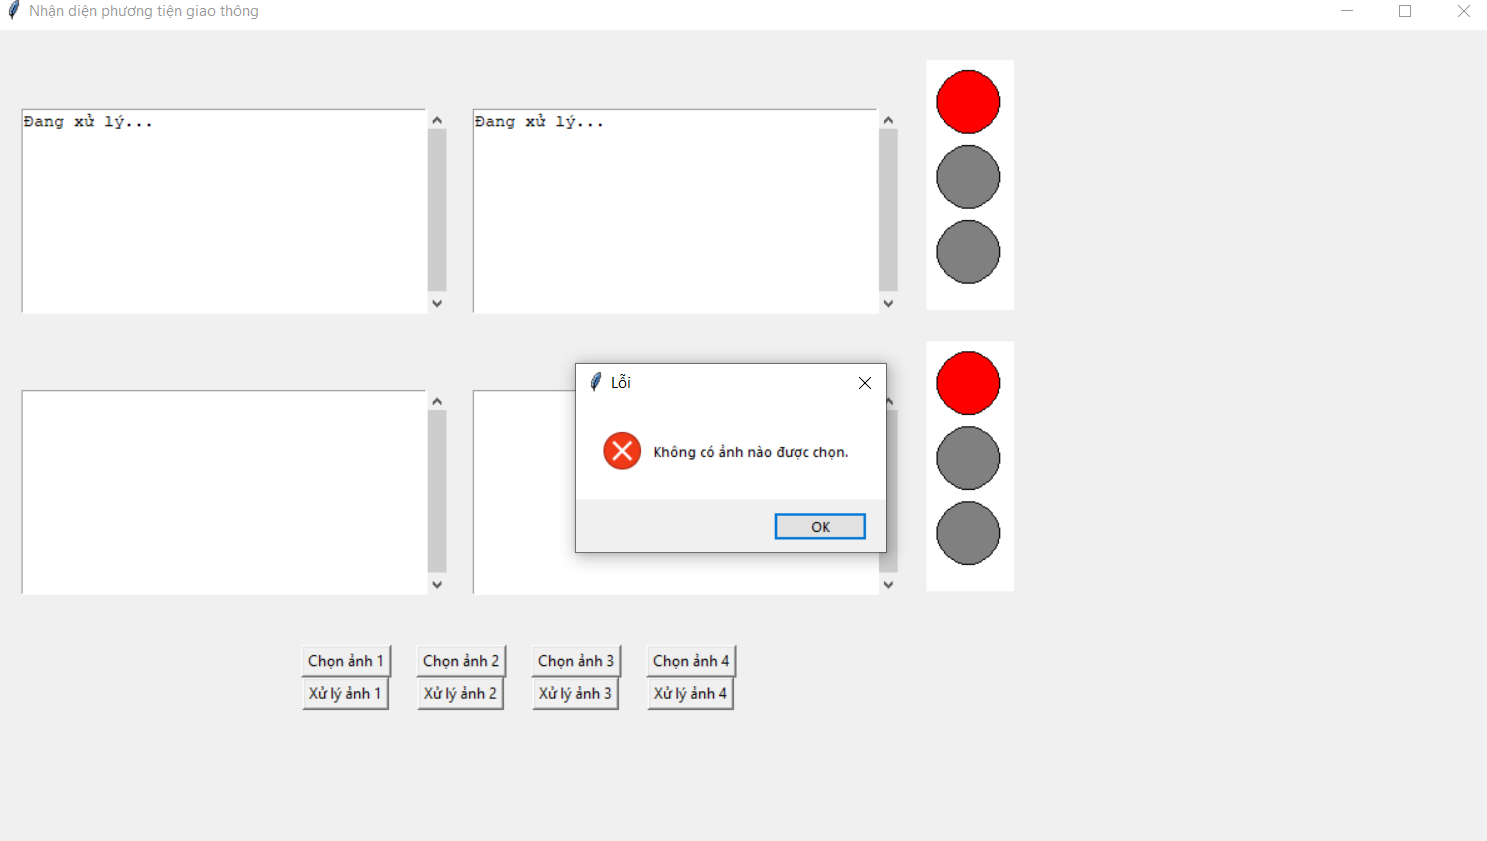 Nhận diện phương tiện giao thông
Đang xử lý...
Đang xử lý...
Lỗi
Không có ảnh nào được chọn.
OK
Chọn ảnh 1
Chọn ảnh 2
Chọn ảnh 3
Chọn ảnh 4
Xử lý ảnh 1
Xử lý ảnh 2
Xử lý ảnh 3
Xử lý ảnh 4